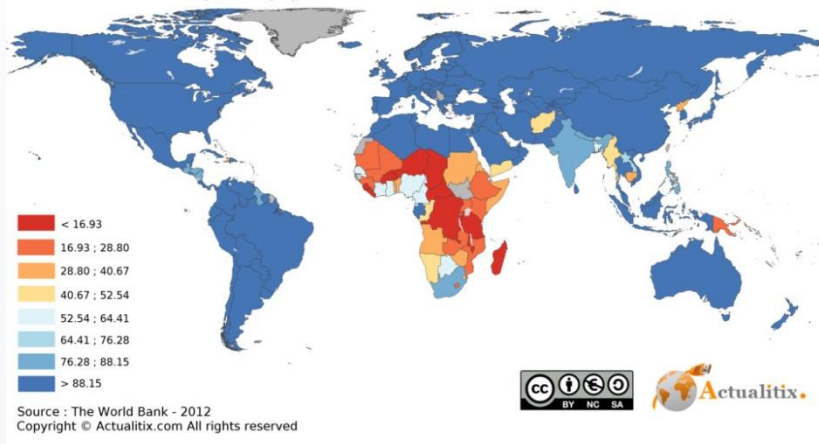 < 16.93
16.93 ; 28.80
28.80 ; 40.67
40.67 ; 52.54
52.54 ; 64.41
64.41 ; 76.28
76.28 ; 88.15
> 88.15
cc
BY NC SA
Actualitix.
Source : The World Bank - 2012
Copyright © Actualitix.com All rights reserved